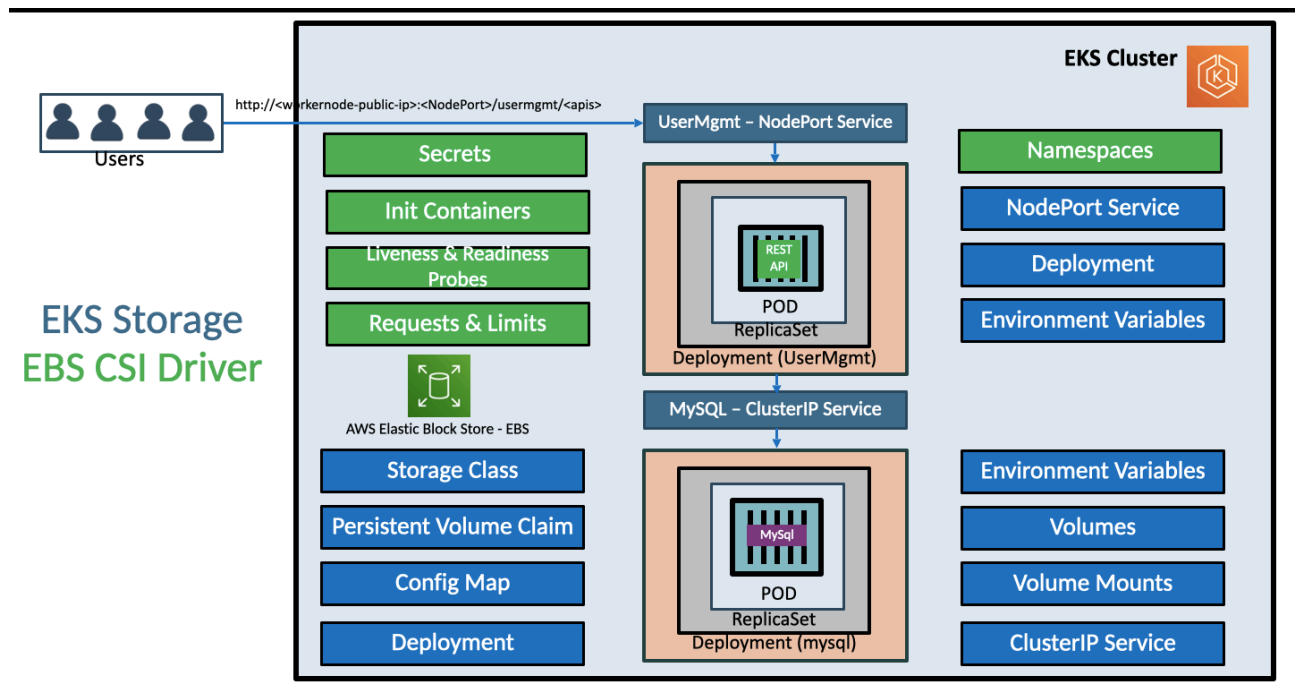 EKS Cluster
K
http://<workernode-public-ip>:<NodePort>/usermgmt/<apis>
Users
UserMgmt – NodePort Service
Secrets
Init Containers
Liveness & Readiness
Probes
Requests & Limits
AWS Elastic Block Store - EBS
Storage Class
Persistent Volume Claim
Config Map
Deployment
EKS Storage
EBS CSI Driver
REST
API
POD
ReplicaSet
Deployment (UserMgmt)
MySQL – ClusterIP Service
MySql
POD
ReplicaSet
Deployment (mysql)
Namespaces
NodePort Service
Deployment
Environment Variables
Environment Variables
Volumes
Volume Mounts
ClusterIP Service